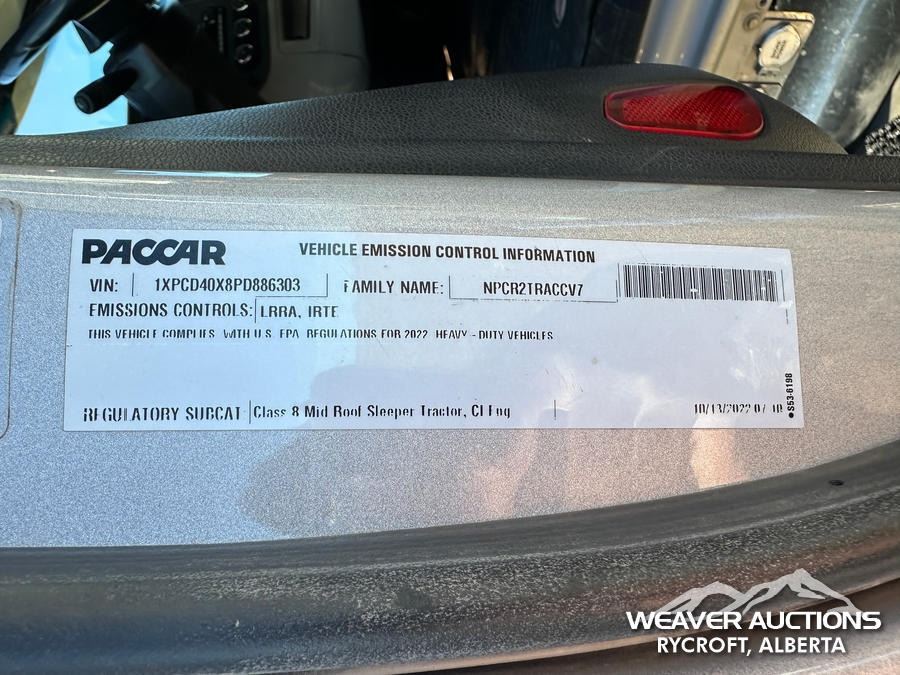 PACCAR VEHICLE EMISSION CONTROL INFORMATION
VIN: 1XPCD40X8PD886303 FAMILY NAME: NPCR2TRACCV7
EMISSIONS CONTROLS: LRRA, IRTE
THIS VEHICLE COMPLIES WITH U.S. EPA REGULATIONS FOR 2022 HEAVY - DUTY VEHICLES
REGULATORY SUBCAT Class 8 Mid Roof Sleeper Tractor, CI Eng 10/13/2022 07
S53-6198
WEAVER AUCTIONS
RYCROFT, ALBERTA